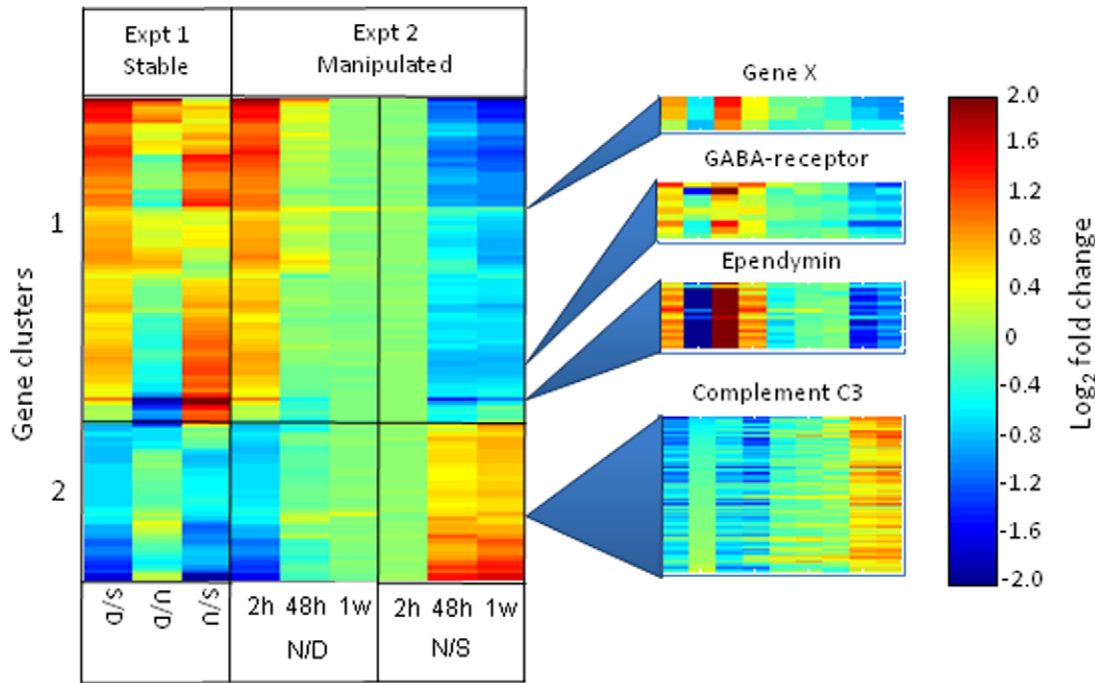 Expt 1
Stable
Expt 2
Manipulated
Gene clusters
1
2
2h 48h 1w
N/D
2h 48h 1w
N/S
Gene X
GABA-receptor
Ependymin
Complement C3
2.0
1.6
1.2
0.8
0.4
0
-0.4
-0.8
-1.2
-1.6
-2.0
Log2 fold change